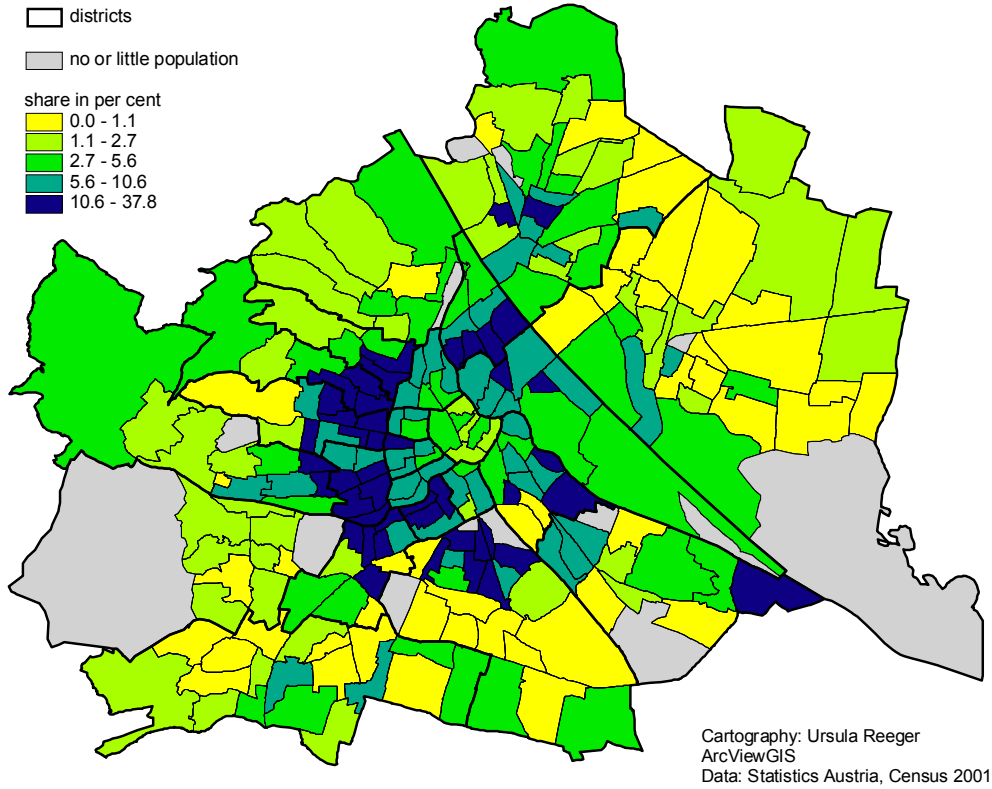 districts
no or little population
share in per cent
0.0 - 1.1
1.1 - 2.7
2.7 - 5.6
5.6 - 10.6
10.6 - 37.8
Cartography: Ursula Reeger
ArcViewGIS
Data: Statistics Austria, Census 2001